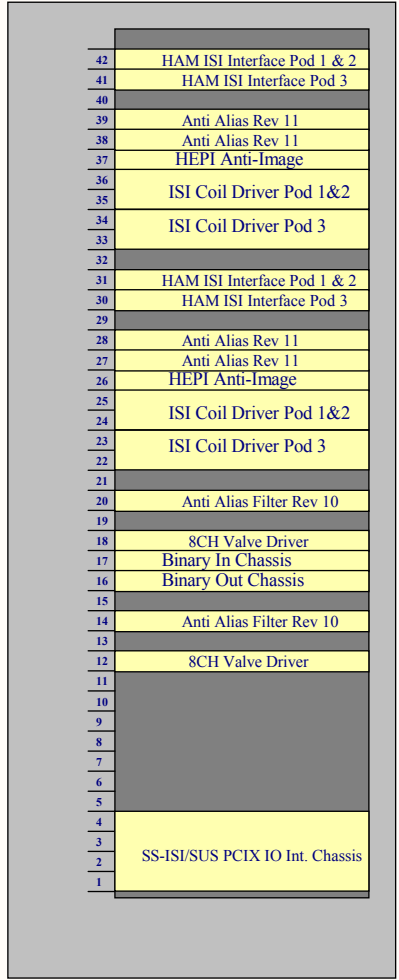 42 HAM ISI Interface Pod 1 & 2
41 HAM ISI Interface Pod 3
40
39 Anti Alias Rev 11
38 Anti Alias Rev 11
37 HEPI Anti-Image
36
ISI Coil Driver Pod 1&2
35
34
ISI Coil Driver Pod 3
33
32
31 HAM ISI Interface Pod 1 & 2
30 HAM ISI Interface Pod 3
29
28 Anti Alias Rev 11
27 Anti Alias Rev 11
26 HEPI Anti-Image
25
ISI Coil Driver Pod 1&2
24
23
ISI Coil Driver Pod 3
22
21
20 Anti Alias Filter Rev 10
19
18 8CH Valve Driver
17 Binary In Chassis
16 Binary Out Chassis
15
14 Anti Alias Filter Rev 10
13
12 8CH Valve Driver
11
10
9
8
7
6
5
4
3
SS-ISI/SUS PCIX IO Int. Chassis
2
1